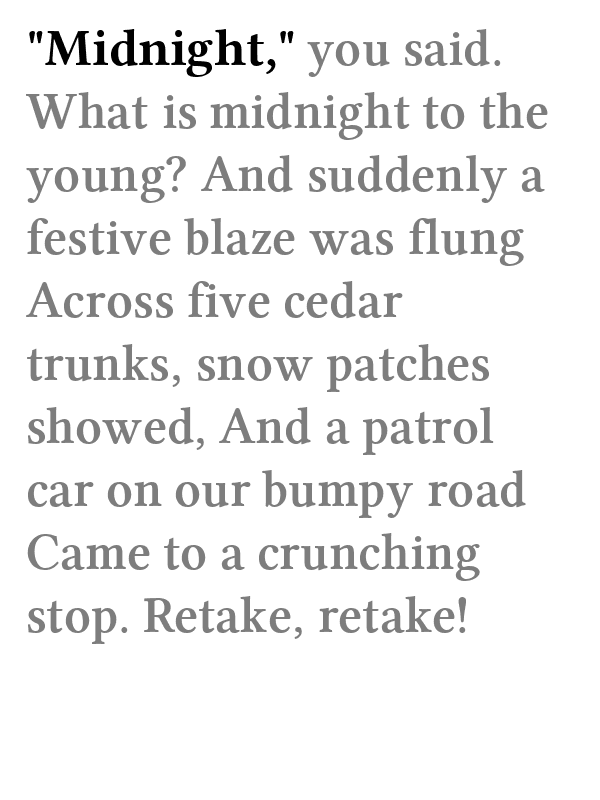 "Midnight," you said.
What is midnight to the
young? And suddenly a
festive blaze was flung
Across five cedar
trunks, snow patches
showed, And a patrol
car on our bumpy road
Came to a crunching
stop. Retake, retake!